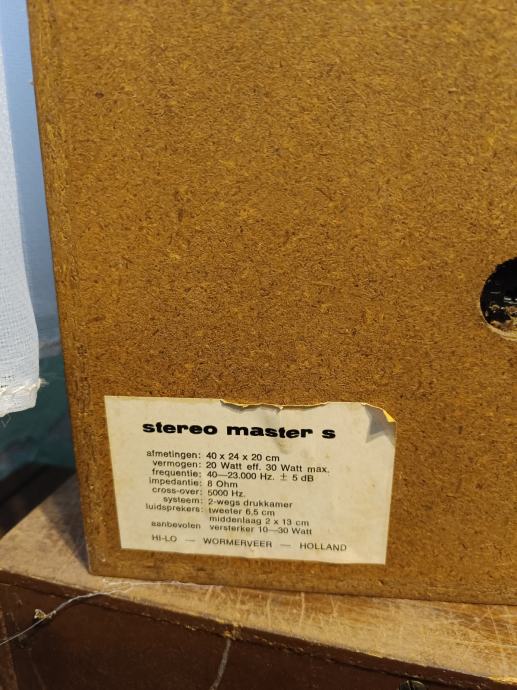 stereo master s
afmetingen: 40 x 24 x 20 cm
vermogen: 20 Watt eff. 30 Watt max.
frequentie: 40—23.000 Hz. ± 5 dB
impedantie: 8 Ohm
cross-over: 5000 Hz.
systeem: 2-wegs drukkamer
luidsprekers: tweeter 6,5 cm
middenlaag 2 x 13 cm
aanbevolen versterker 10—30 Watt
HI-LO — WORMERVEER — HOLLAND